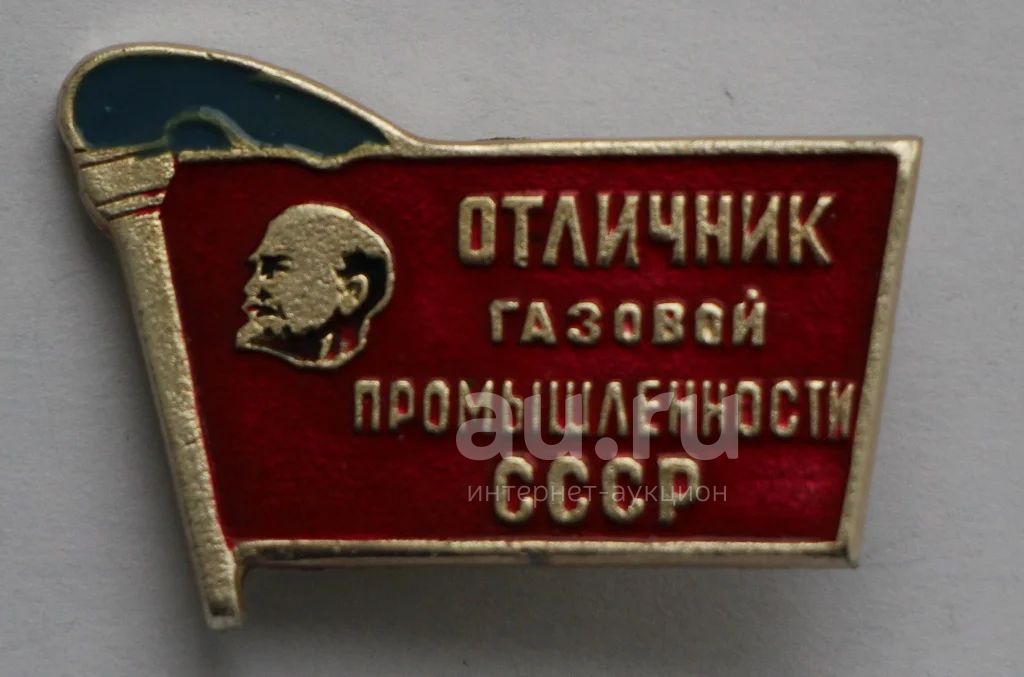 ОТЛИЧНИК
ГАЗОВОЙ
ПРОМЫШЛЕННОСТИ
СССР
au.ru
интернет-аукцион